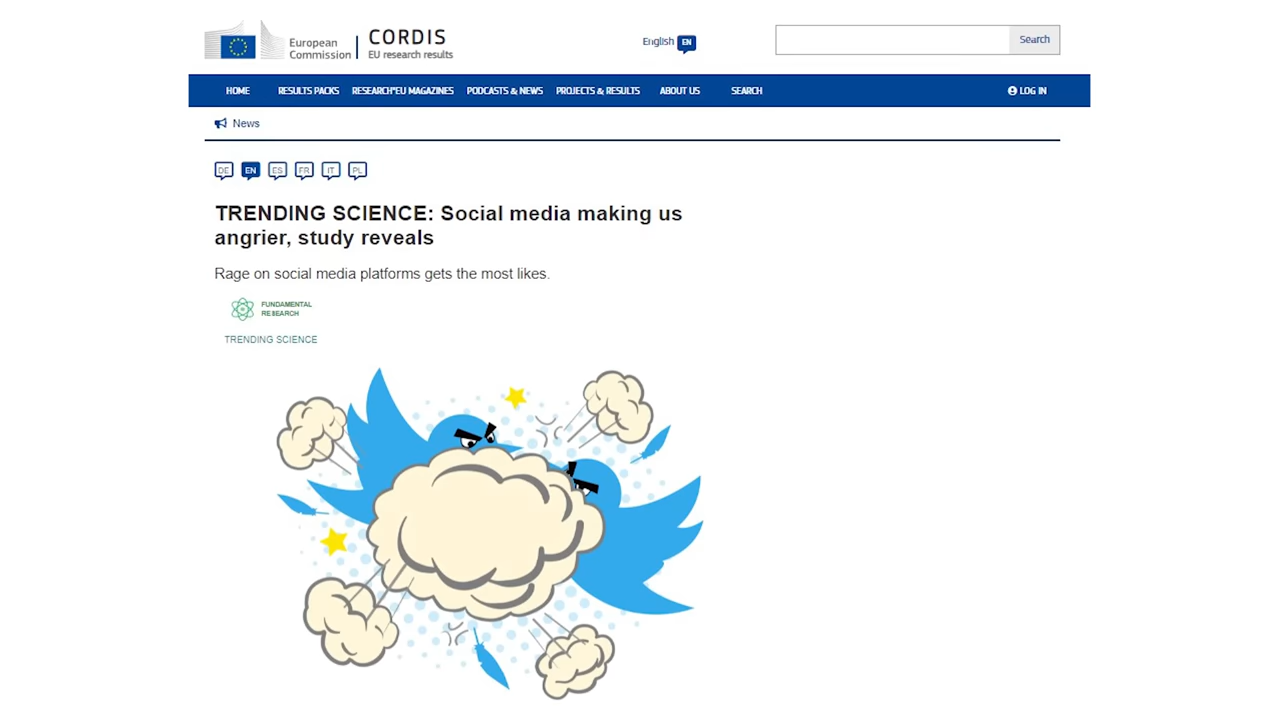 European
Commission
CORDIS
EU research results
English EN
Search
HOME RESULTS PACKS RESEARCH*EU MAGAZINES PODCASTS & NEWS PROJECTS & RESULTS ABOUT US SEARCH LOG IN
News
DE EN ES FR IT PL
TRENDING SCIENCE: Social media making us
angrier, study reveals
Rage on social media platforms gets the most likes.
FUNDAMENTAL
RESEARCH
TRENDING SCIENCE